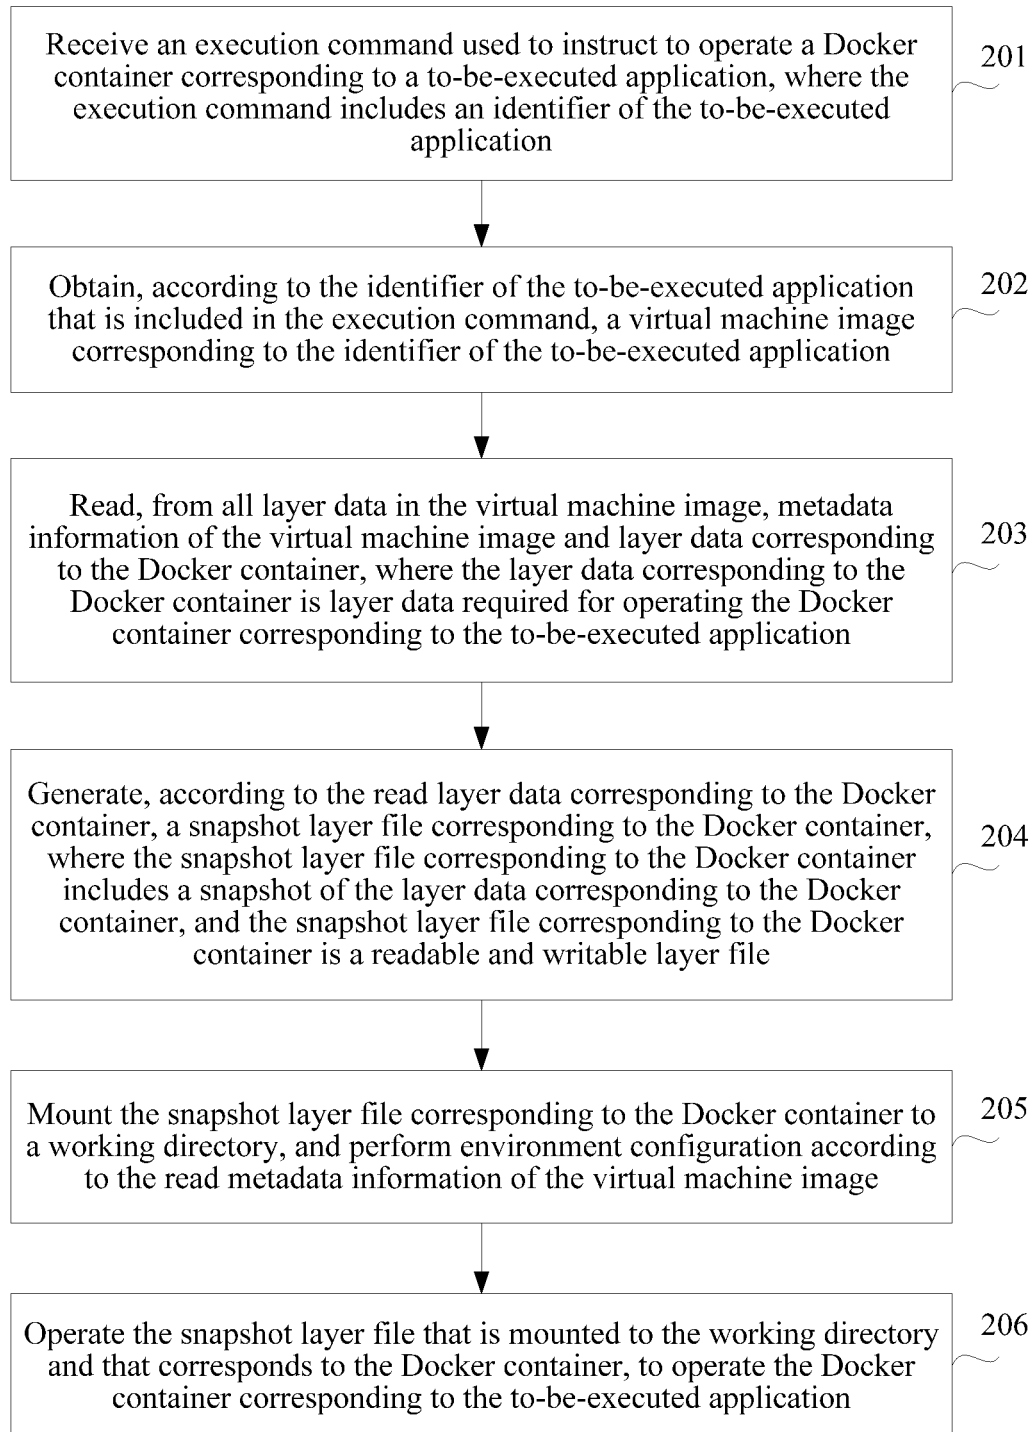 Receive an execution command used to instruct to operate a Docker
container corresponding to a to-be-executed application, where the
execution command includes an identifier of the to-be-executed
application
201
Obtain, according to the identifier of the to-be-executed application
that is included in the execution command, a virtual machine image
corresponding to the identifier of the to-be-executed application
202
Read, from all layer data in the virtual machine image, metadata
information of the virtual machine image and layer data corresponding
to the Docker container, where the layer data corresponding to the
Docker container is layer data required for operating the Docker
container corresponding to the to-be-executed application
203
Generate, according to the read layer data corresponding to the Docker
container, a snapshot layer file corresponding to the Docker container,
where the snapshot layer file corresponding to the Docker container
includes a snapshot of the layer data corresponding to the Docker
container, and the snapshot layer file corresponding to the Docker
container is a readable and writable layer file
204
Mount the snapshot layer file corresponding to the Docker container to
a working directory, and perform environment configuration according
to the read metadata information of the virtual machine image
205
Operate the snapshot layer file that is mounted to the working directory
and that corresponds to the Docker container, to operate the Docker
container corresponding to the to-be-executed application
206